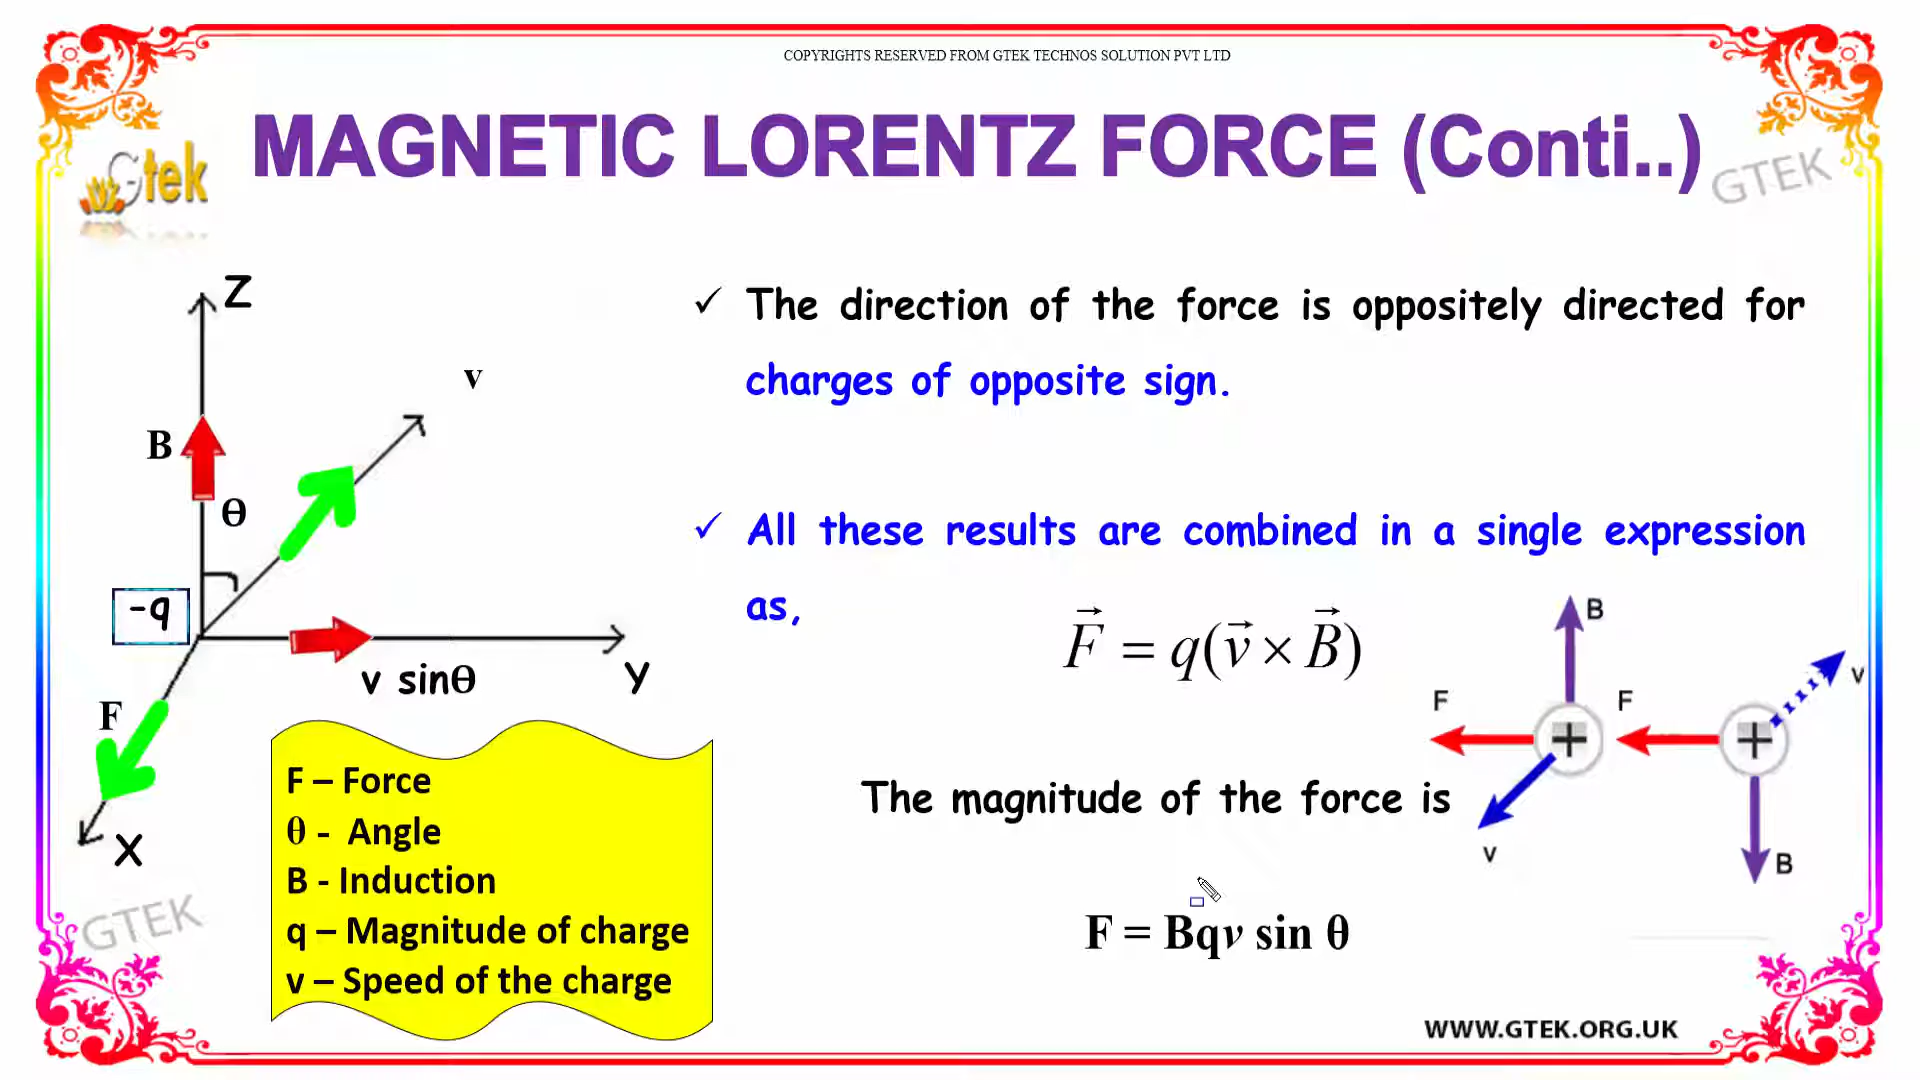 COPYRIGHTS RESERVED FROM GTEK TECHNOS SOLUTION PVT LTD
MAGNETIC LORENTZ FORCE (Conti..)
Gtek
GTEK
Z
v
B
θ
-q
v sinθ
Y
F
X
✓ The direction of the force is oppositely directed for
charges of opposite sign.
✓ All these results are combined in a single expression
as,
F⃗ = q(v⃗ × B⃗)
B
v
F
F
+
+
The magnitude of the force is
v
B
F = Bqv sin θ
F – Force
θ - Angle
B - Induction
q – Magnitude of charge
v – Speed of the charge
GTEK
WWW.GTEK.ORG.UK